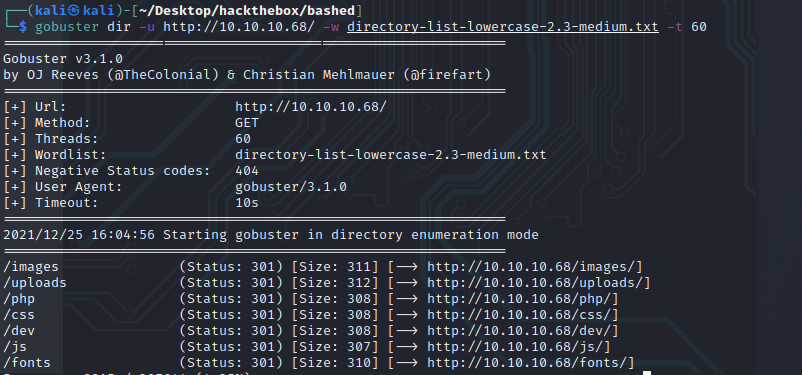 ┌──(kali㉿kali)-[~/Desktop/hackthebox/bashed]
└─$ gobuster dir -u http://10.10.10.68/ -w directory-list-lowercase-2.3-medium.txt -t 60
===============================================================
Gobuster v3.1.0
by OJ Reeves (@TheColonial) & Christian Mehlmauer (@firefart)
===============================================================
[+] Url: http://10.10.10.68/
[+] Method: GET
[+] Threads: 60
[+] Wordlist: directory-list-lowercase-2.3-medium.txt
[+] Negative Status codes: 404
[+] User Agent: gobuster/3.1.0
[+] Timeout: 10s
===============================================================
2021/12/25 16:04:56 Starting gobuster in directory enumeration mode
===============================================================
/images (Status: 301) [Size: 311] [--> http://10.10.10.68/images/]
/uploads (Status: 301) [Size: 312] [--> http://10.10.10.68/uploads/]
/php (Status: 301) [Size: 308] [--> http://10.10.10.68/php/]
/css (Status: 301) [Size: 308] [--> http://10.10.10.68/css/]
/dev (Status: 301) [Size: 308] [--> http://10.10.10.68/dev/]
/js (Status: 301) [Size: 307] [--> http://10.10.10.68/js/]
/fonts (Status: 301) [Size: 310] [--> http://10.10.10.68/fonts/]